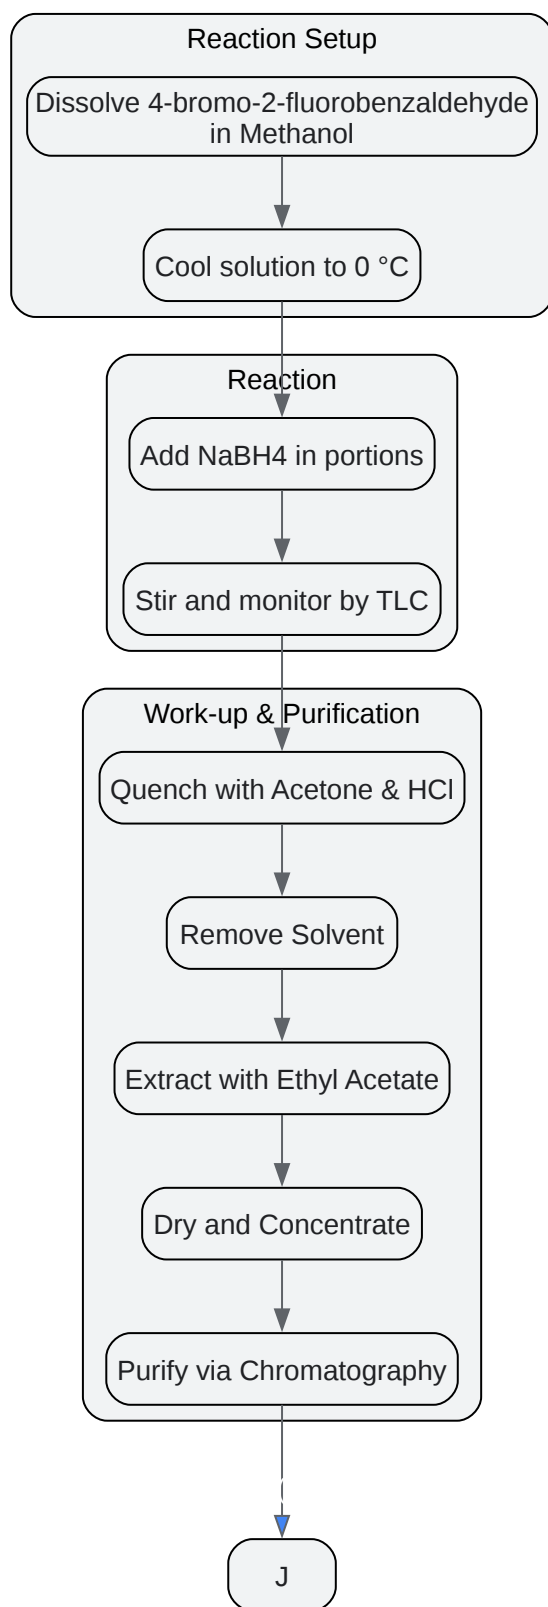 Reaction Setup
Dissolve 4-bromo-2-fluorobenzaldehyde
in Methanol
Cool solution to 0 °C
Reaction
Add NaBH4 in portions
Stir and monitor by TLC
Work-up & Purification
Quench with Acetone & HCl
Remove Solvent
Extract with Ethyl Acetate
Dry and Concentrate
Purify via Chromatography
J